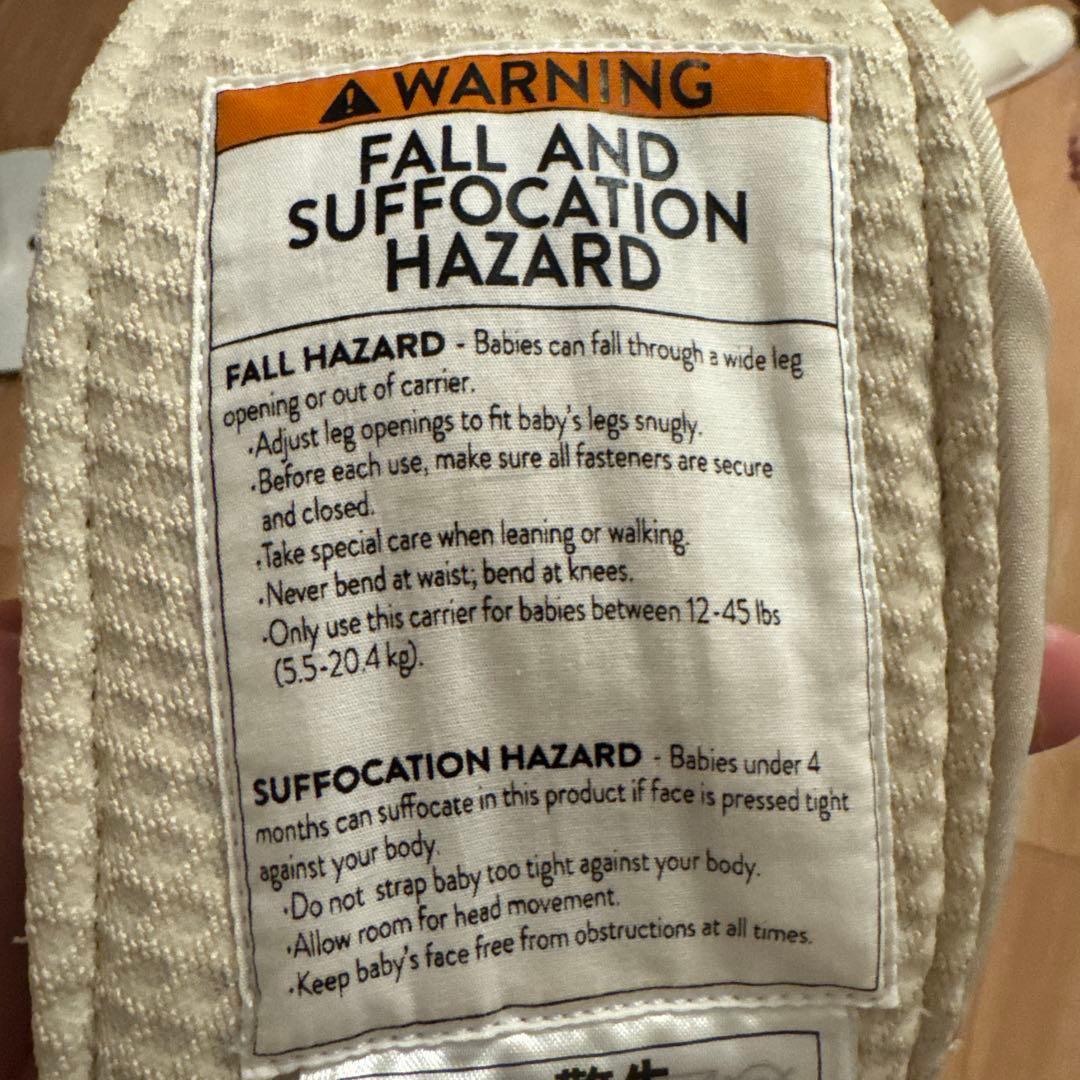 WARNING
FALL AND
SUFFOCATION
HAZARD
FALL HAZARD - Babies can fall through a wide leg
opening or out of carrier.
·Adjust leg openings to fit baby's legs snugly.
·Before each use, make sure all fasteners are secure
and closed.
·Take special care when leaning or walking.
·Never bend at waist; bend at knees.
·Only use this carrier for babies between 12-45 lbs
(5.5-20.4 kg).
SUFFOCATION HAZARD - Babies under 4
months can suffocate in this product if face is pressed tight
against your body.
·Do not strap baby too tight against your body.
·Allow room for head movement.
·Keep baby's face free from obstructions at all times.